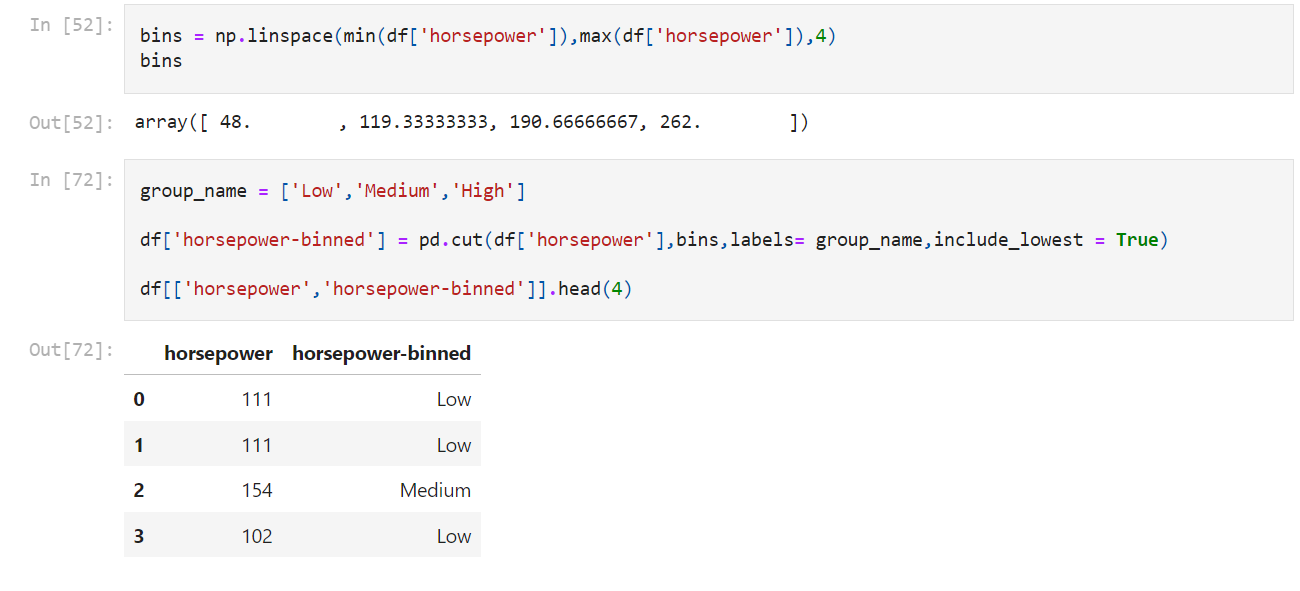 In [52]:
bins = np.linspace(min(df['horsepower']),max(df['horsepower']),4)
bins
Out[52]: array([ 48.        , 119.33333333, 190.66666667, 262.        ])
In [72]:
group_name = ['Low','Medium','High']
df['horsepower-binned'] = pd.cut(df['horsepower'],bins,labels= group_name,include_lowest = True)
df[['horsepower','horsepower-binned']].head(4)
Out[72]:
horsepower horsepower-binned
0 111 Low
1 111 Low
2 154 Medium
3 102 Low